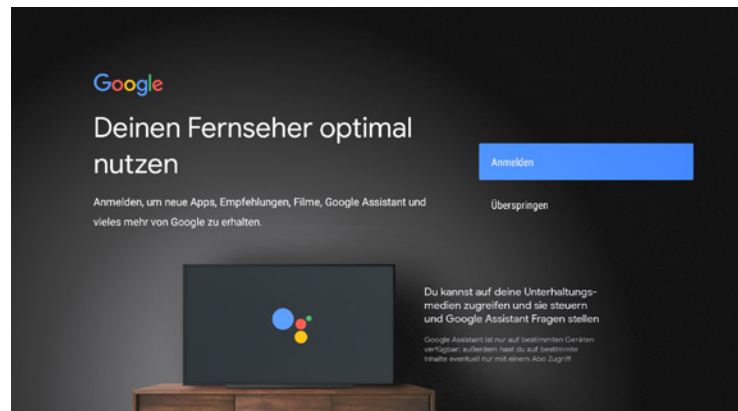 Google
Deinen Fernseher optimal
nutzen
Anmelden, um neue Apps, Empfehlungen, Filme, Google Assistant und
vieles mehr von Google zu erhalten.
Anmelden
Überspringen
Du kannst auf deine Unterhaltungs-
medien zugreifen und sie steuern
und Google Assistant Fragen stellen
Google Assistant ist nur auf bestimmten Geräten
verfügbar; außerdem hast du auf bestimmte
Inhalte eventuell nur mit einem Abo Zugriff